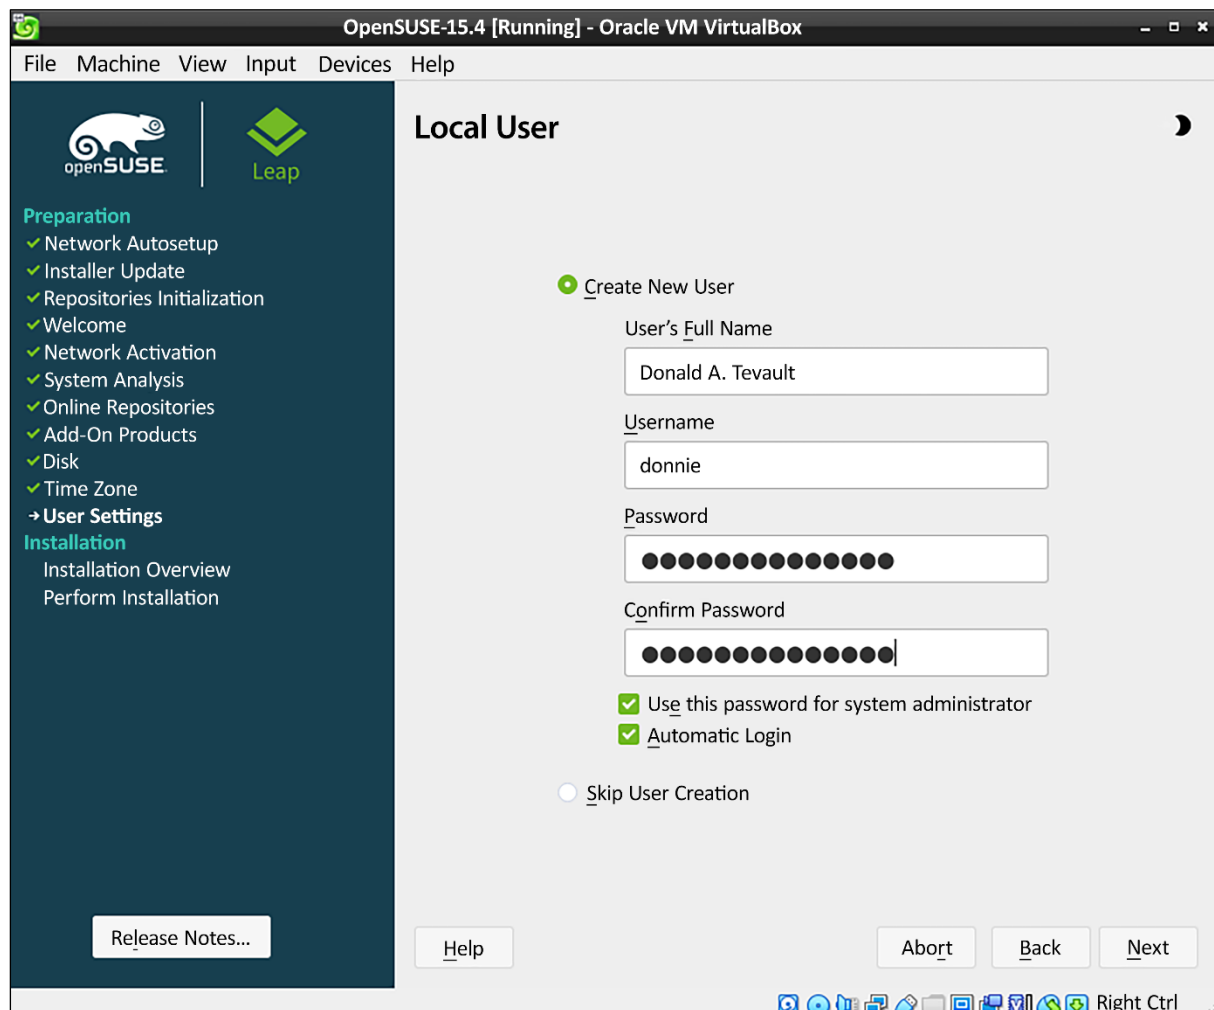 OpenSUSE-15.4 [Running] - Oracle VM VirtualBox
File Machine View Input Devices Help
openSUSE
Leap
Preparation
Network Autosetup
Installer Update
Repositories Initialization
Welcome
Network Activation
System Analysis
Online Repositories
Add-On Products
Disk
Time Zone
User Settings
Installation
Installation Overview
Perform Installation
Release Notes...
Local User
Create New User
User's Full Name
Donald A. Tevault
Username
donnie
Password
●●●●●●●●●●●●●●
Confirm Password
●●●●●●●●●●●●●●
Use this password for system administrator
Automatic Login
Skip User Creation
Help Abort Back Next
Right Ctrl